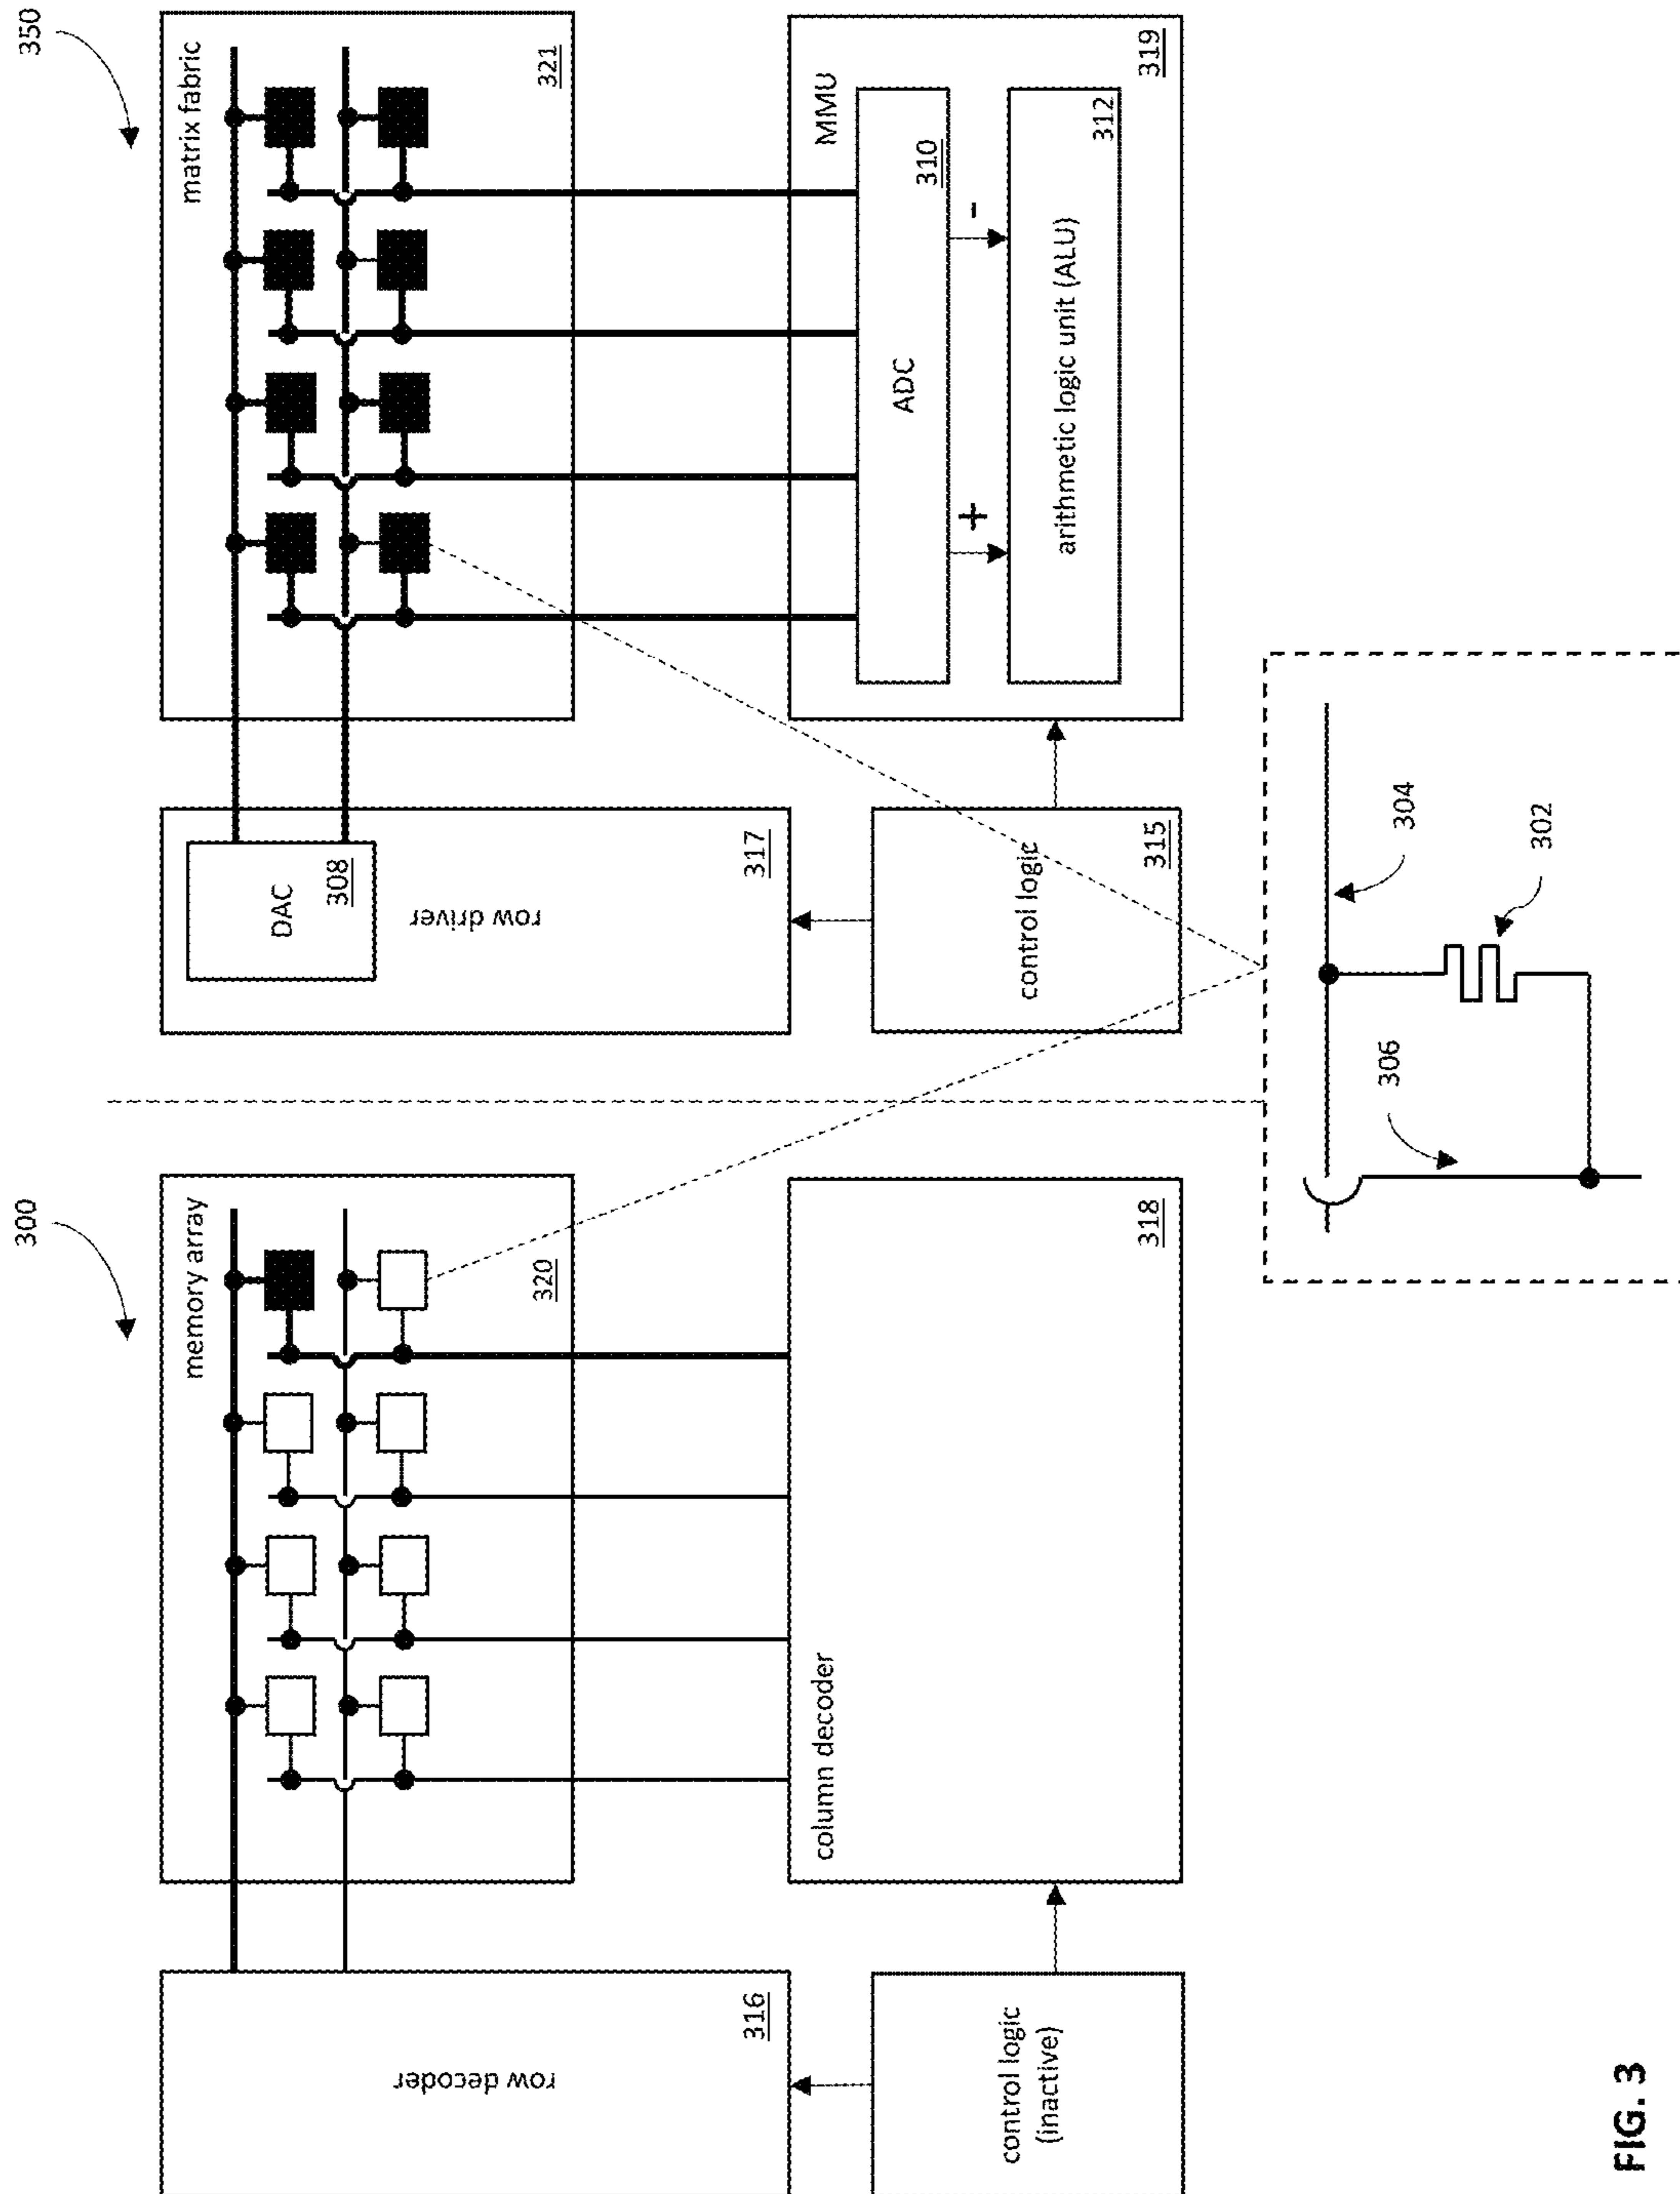 300
memory array
320
row decoder
316
column decoder
318
control logic
(inactive)
350
matrix fabric
321
DAC
308
row driver
317
MMU
ADC
310
+
-
arithmetic logic unit (ALU)
312
319
control logic
315
306
304
302
FIG. 3